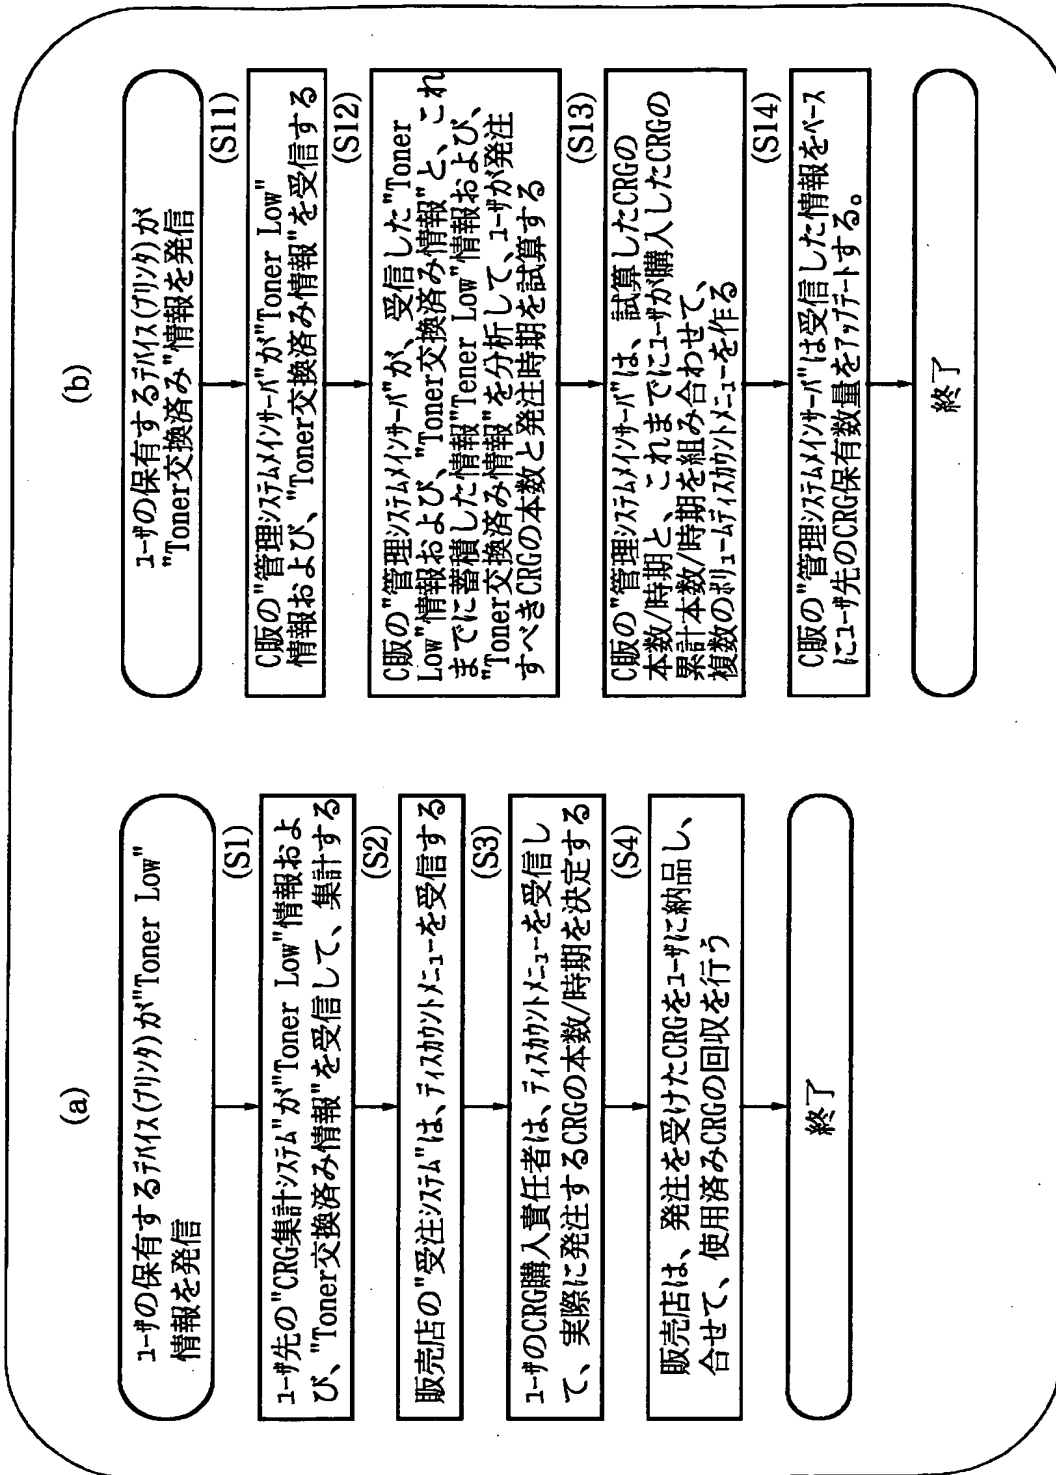 (a)
ユーザの保有するデバイス(プリンタ)が"Toner Low"
情報を発信
(S1)
ユーザ先の"CRG集計システム"が"Toner Low"情報およ
び、"Toner交換済み情報"を受信して、集計する
(S2)
販売店の"受注システム"は、ディスカウントメニューを受信する
(S3)
ユーザのCRG購入責任者は、ディスカウントメニューを受信し
て、実際に発注するCRGの本数/時期を決定する
(S4)
販売店は、発注を受けたCRGをユーザに納品し、
合せて、使用済みCRGの回収を行う
終了
(b)
ユーザの保有するデバイス(プリンタ)が
"Toner交換済み"情報を発信
(S11)
C販の"管理システムメインサーバ"が"Toner Low"
情報および、"Toner交換済み情報"を受信する
(S12)
C販の"管理システムメインサーバ"が、受信した"Toner
Low"情報および、"Toner交換済み情報"と、これ
までに蓄積した情報"Tener Low"情報および、
"Toner交換済み情報"を分析して、ユーザが発注
すべきCRGの本数と発注時期を試算する
(S13)
C販の"管理システムメインサーバ"は、試算したCRGの
本数/時期と、これまでにユーザが購入したCRGの
累計本数/時期を組み合わせて、
複数のボリュームディスカウントメニューを作る
(S14)
C販の"管理システムメインサーバ"は受信した情報をベース
にユーザ先のCRG保有数量をアップデートする。
終了